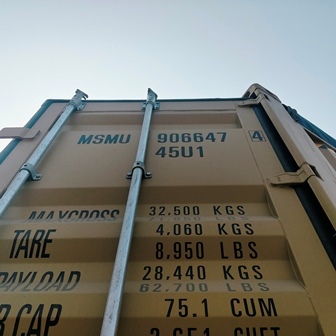 MSMU 906647 4
45U1
MAXGROSS 32,500 KGS
TARE 4,060 KGS
8,950 LBS
PAYLOAD 28,440 KGS
62,700 LBS
CAP 75.1 CUM
CUFT